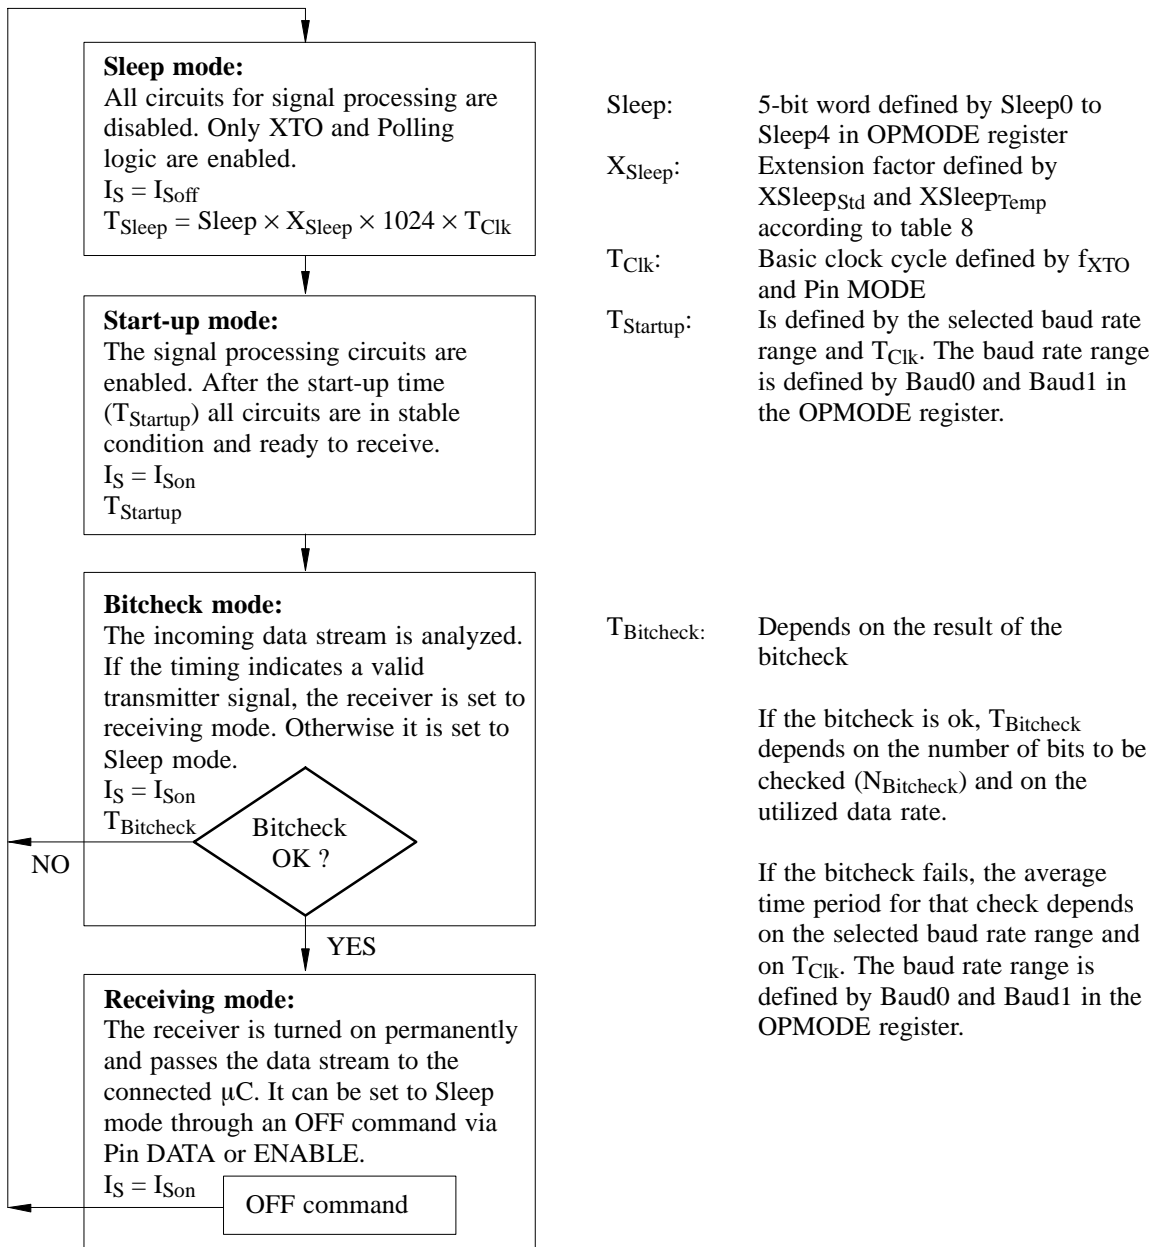 Sleep mode:
All circuits for signal processing are
disabled. Only XTO and Polling
logic are enabled.
IS = ISoff
TSleep = Sleep × XSleep × 1024 × TClk
Start-up mode:
The signal processing circuits are
enabled. After the start-up time
(TStartup) all circuits are in stable
condition and ready to receive.
IS = ISon
TStartup
Bitcheck mode:
The incoming data stream is analyzed.
If the timing indicates a valid
transmitter signal, the receiver is set to
receiving mode. Otherwise it is set to
Sleep mode.
IS = ISon
TBitcheck
Bitcheck
OK ?
NO
YES
Receiving mode:
The receiver is turned on permanently
and passes the data stream to the
connected µC. It can be set to Sleep
mode through an OFF command via
Pin DATA or ENABLE.
IS = ISon
OFF command
Sleep: 5-bit word defined by Sleep0 to
Sleep4 in OPMODE register
XSleep: Extension factor defined by
XSleepStd and XSleepTemp
according to table 8
TClk: Basic clock cycle defined by fXTO
and Pin MODE
TStartup: Is defined by the selected baud rate
range and TClk. The baud rate range
is defined by Baud0 and Baud1 in
the OPMODE register.
TBitcheck: Depends on the result of the
bitcheck
If the bitcheck is ok, TBitcheck
depends on the number of bits to be
checked (NBitcheck) and on the
utilized data rate.
If the bitcheck fails, the average
time period for that check depends
on the selected baud rate range and
on TClk. The baud rate range is
defined by Baud0 and Baud1 in the
OPMODE register.